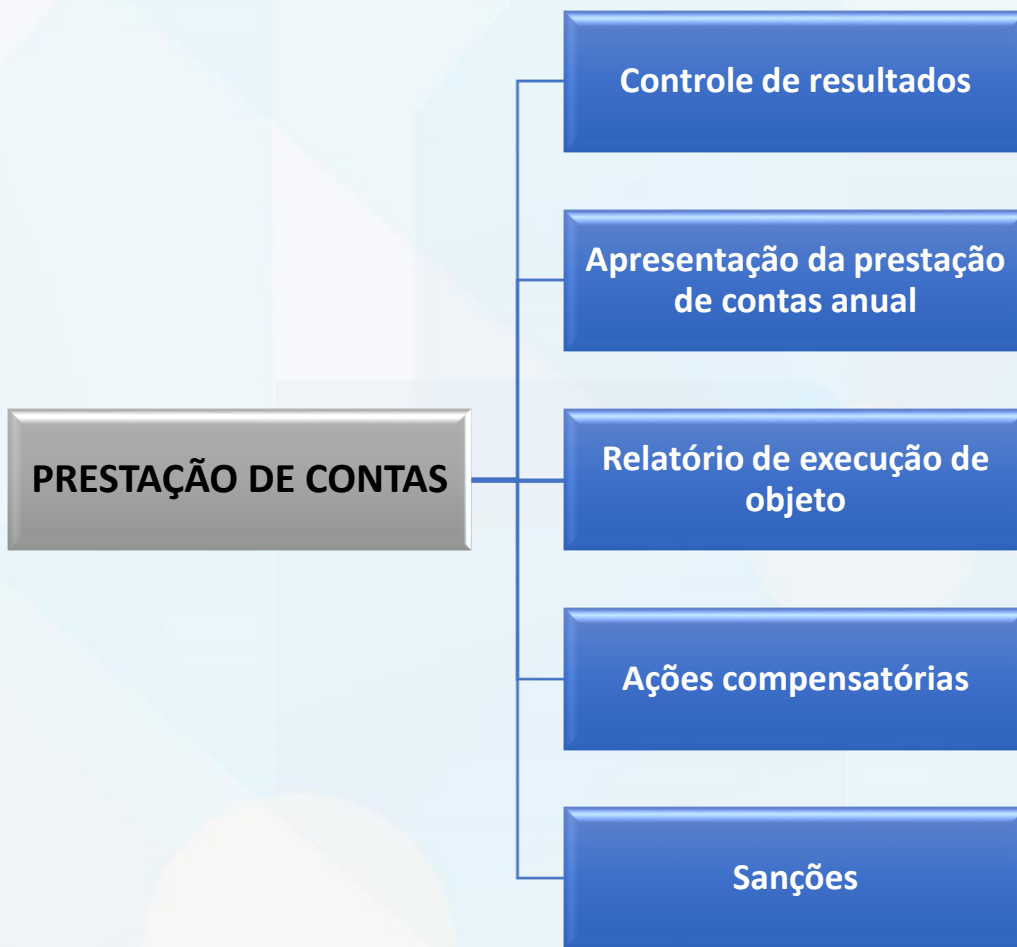 Controle de resultados
Apresentação da prestação
de contas anual
PRESTAÇÃO DE CONTAS
Relatório de execução de
objeto
Ações compensatórias
Sanções